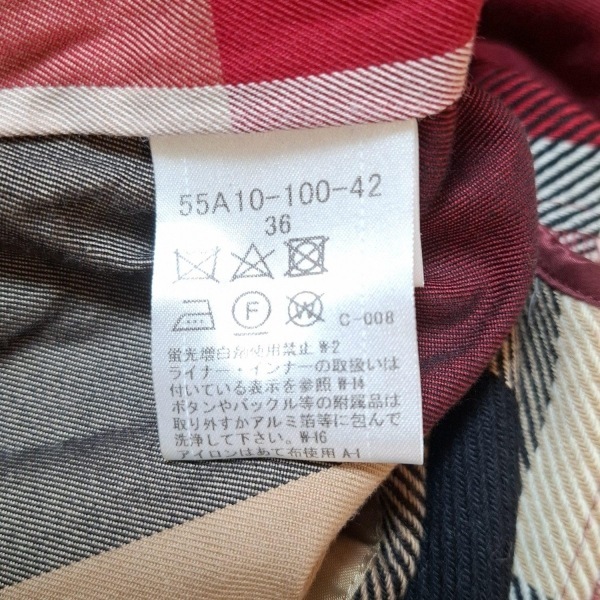 55A10-100-42
36
F
W
C-008
蛍光増白剤使用禁止 W-2
ライナー・インナーの取扱いは
付いている表示を参照 W-14
ボタンやバックル等の附属品は
取り外すかアルミ箔等に包んで
洗浄して下さい。W-16
アイロンはあて布使用 A-1